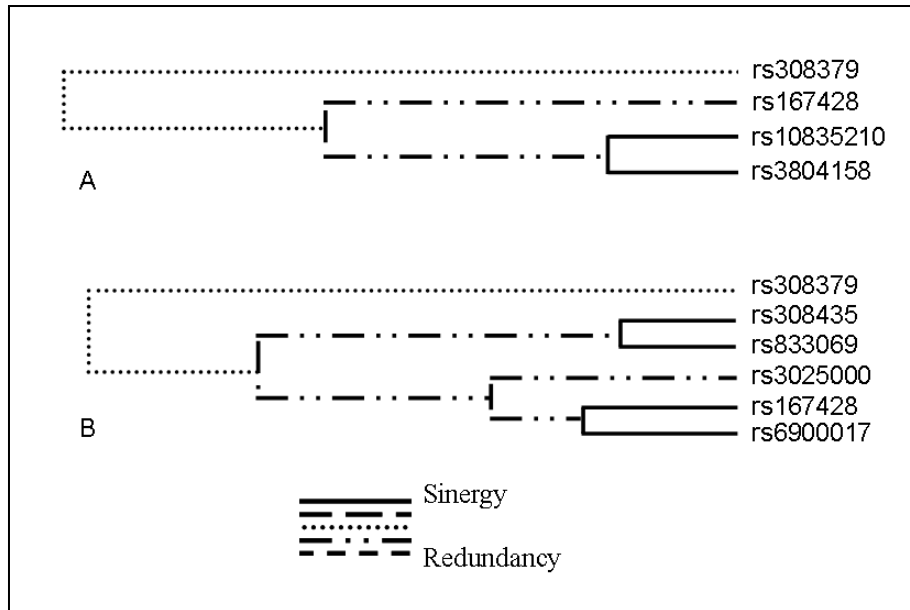 rs308379
rs167428
rs10835210
rs3804158
A
rs308379
rs308435
rs833069
rs3025000
rs167428
rs6900017
B
Sinergy
Redundancy